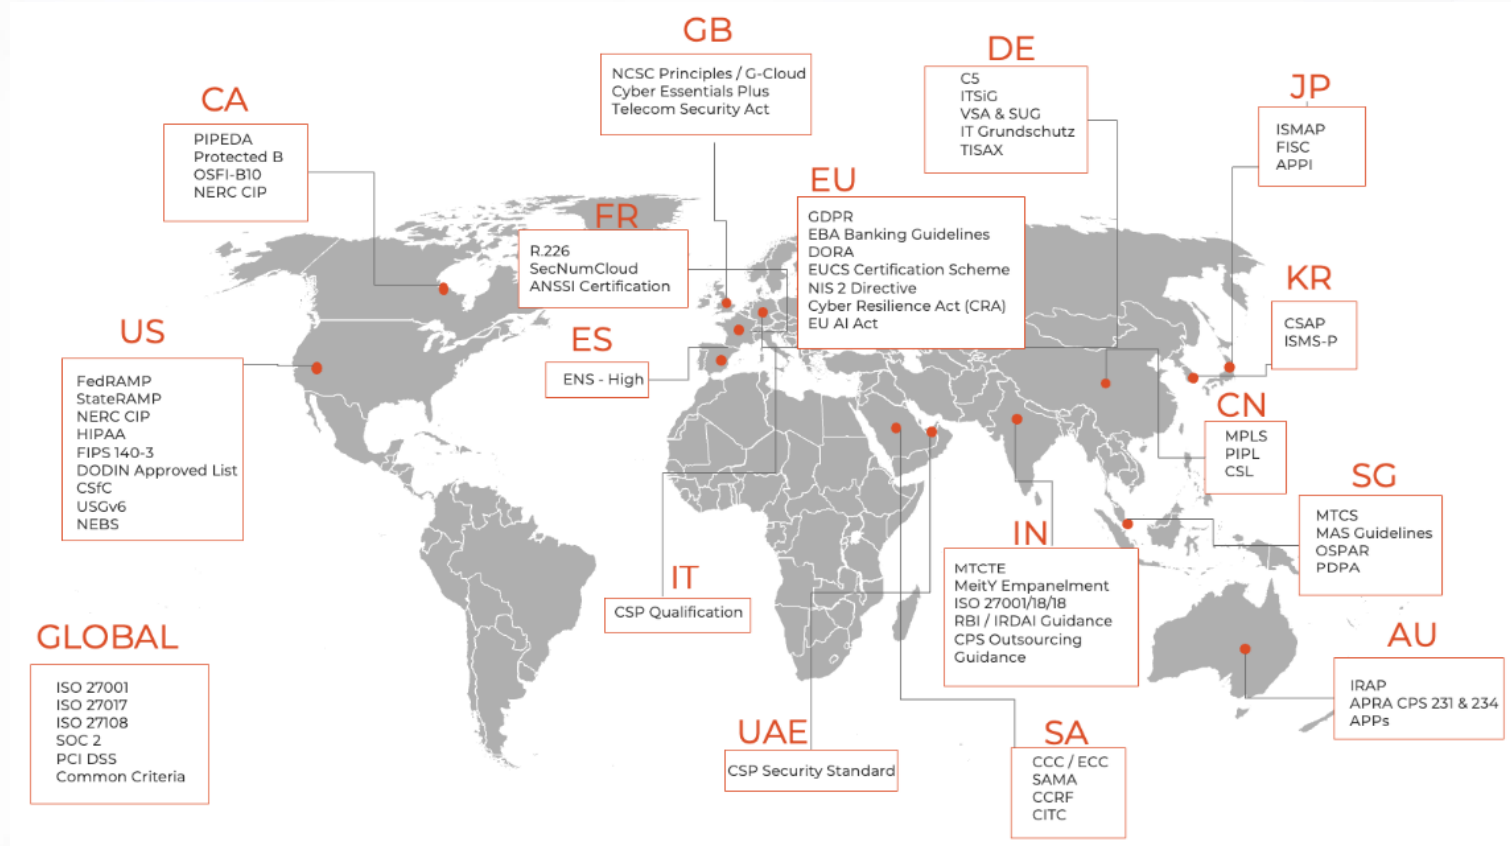 GB
NCSC Principles / G-Cloud
Cyber Essentials Plus
Telecom Security Act
DE
C5
ITSiG
VSA & SUG
IT Grundschutz
TISAX
JP
ISMAP
FISC
APPI
CA
PIPEDA
Protected B
OSFI-B10
NERC CIP
EU
GDPR
EBA Banking Guidelines
DORA
EUCS Certification Scheme
NIS 2 Directive
Cyber Resilience Act (CRA)
EU AI Act
FR
R.226
SecNumCloud
ANSSI Certification
KR
CSAP
ISMS-P
US
FedRAMP
StateRAMP
NERC CIP
HIPAA
FIPS 140-3
DODIN Approved List
CSfC
USGv6
NEBS
ES
ENS - High
CN
MPLS
PIPL
CSL
SG
MTCS
MAS Guidelines
OSPAR
PDPA
IN
MTCTE
MeitY Empanelment
ISO 27001/18/18
RBI / IRDAI Guidance
CPS Outsourcing
Guidance
IT
CSP Qualification
GLOBAL
ISO 27001
ISO 27017
ISO 27108
SOC 2
PCI DSS
Common Criteria
AU
IRAP
APRA CPS 231 & 234
APPs
UAE
CSP Security Standard
SA
CCC / ECC
SAMA
CCRF
CITC